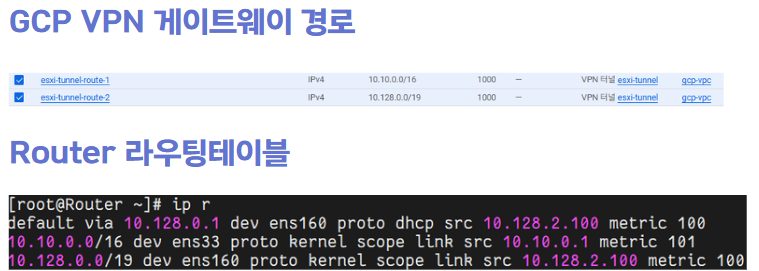 GCP VPN 게이트웨이 경로
esxi-tunnel-route-1 IPv4 10.10.0.0/16 1000 — VPN 터널 esxi-tunnel gcp-vpc
esxi-tunnel-route-2 IPv4 10.128.0.0/19 1000 — VPN 터널 esxi-tunnel gcp-vpc
Router 라우팅테이블
[root@Router ~]# ip r
default via 10.128.0.1 dev ens160 proto dhcp src 10.128.2.100 metric 100
10.10.0.0/16 dev ens33 proto kernel scope link src 10.10.0.1 metric 101
10.128.0.0/19 dev ens160 proto kernel scope link src 10.128.2.100 metric 100